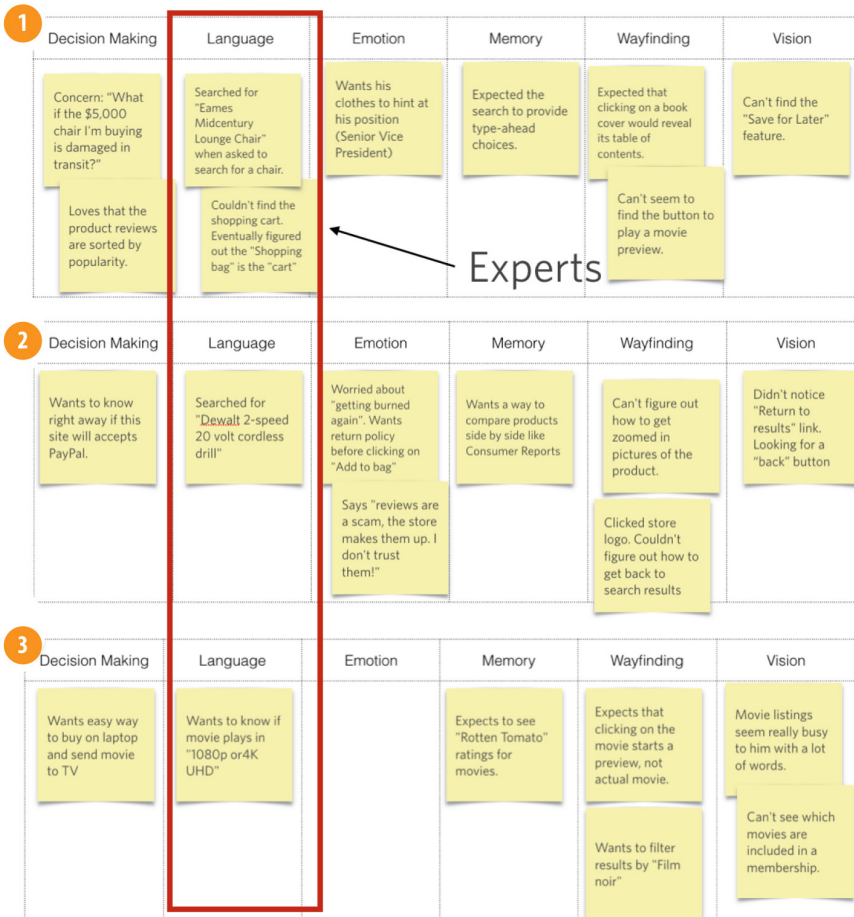 1
Decision Making
Language
Emotion
Memory
Wayfinding
Vision
Concern: "What
if the $5,000
chair I'm buying
is damaged in
transit?"
Loves that the
product reviews
are sorted by
popularity.
Searched for
"Eames
Midcentury
Lounge Chair"
when asked to
search for a chair.
Couldn't find the
shopping cart.
Eventually figured
out the "Shopping
bag" is the "cart"
Wants his
clothes to hint at
his position
(Senior Vice
President)
Expected the
search to provide
type-ahead
choices.
Expected that
clicking on a book
cover would reveal
its table of
contents.
Can't seem to
find the button to
play a movie
preview.
Can't find the
"Save for Later"
feature.
Experts
2
Decision Making
Language
Emotion
Memory
Wayfinding
Vision
Wants to know
right away if this
site will accepts
PayPal.
Searched for
"Dewalt 2-speed
20 volt cordless
drill"
Worried about
"getting burned
again". Wants
return policy
before clicking on
"Add to bag"
Says "reviews are
a scam, the store
makes them up. I
don't trust
them!"
Wants a way to
compare products
side by side like
Consumer Reports
Can't figure out
how to get
zoomed in
pictures of the
product.
Clicked store
logo. Couldn't
figure out how to
get back to
search results
Didn't notice
"Return to
results" link.
Looking for a
"back" button
3
Decision Making
Language
Emotion
Memory
Wayfinding
Vision
Wants easy way
to buy on laptop
and send movie
to TV
Wants to know if
movie plays in
"1080p or4K
UHD"
Expects to see
"Rotten Tomato"
ratings for
movies.
Expects that
clicking on the
movie starts a
preview, not
actual movie.
Wants to filter
results by "Film
noir"
Movie listings
seem really busy
to him with a lot
of words.
Can't see which
movies are
included in a
membership.